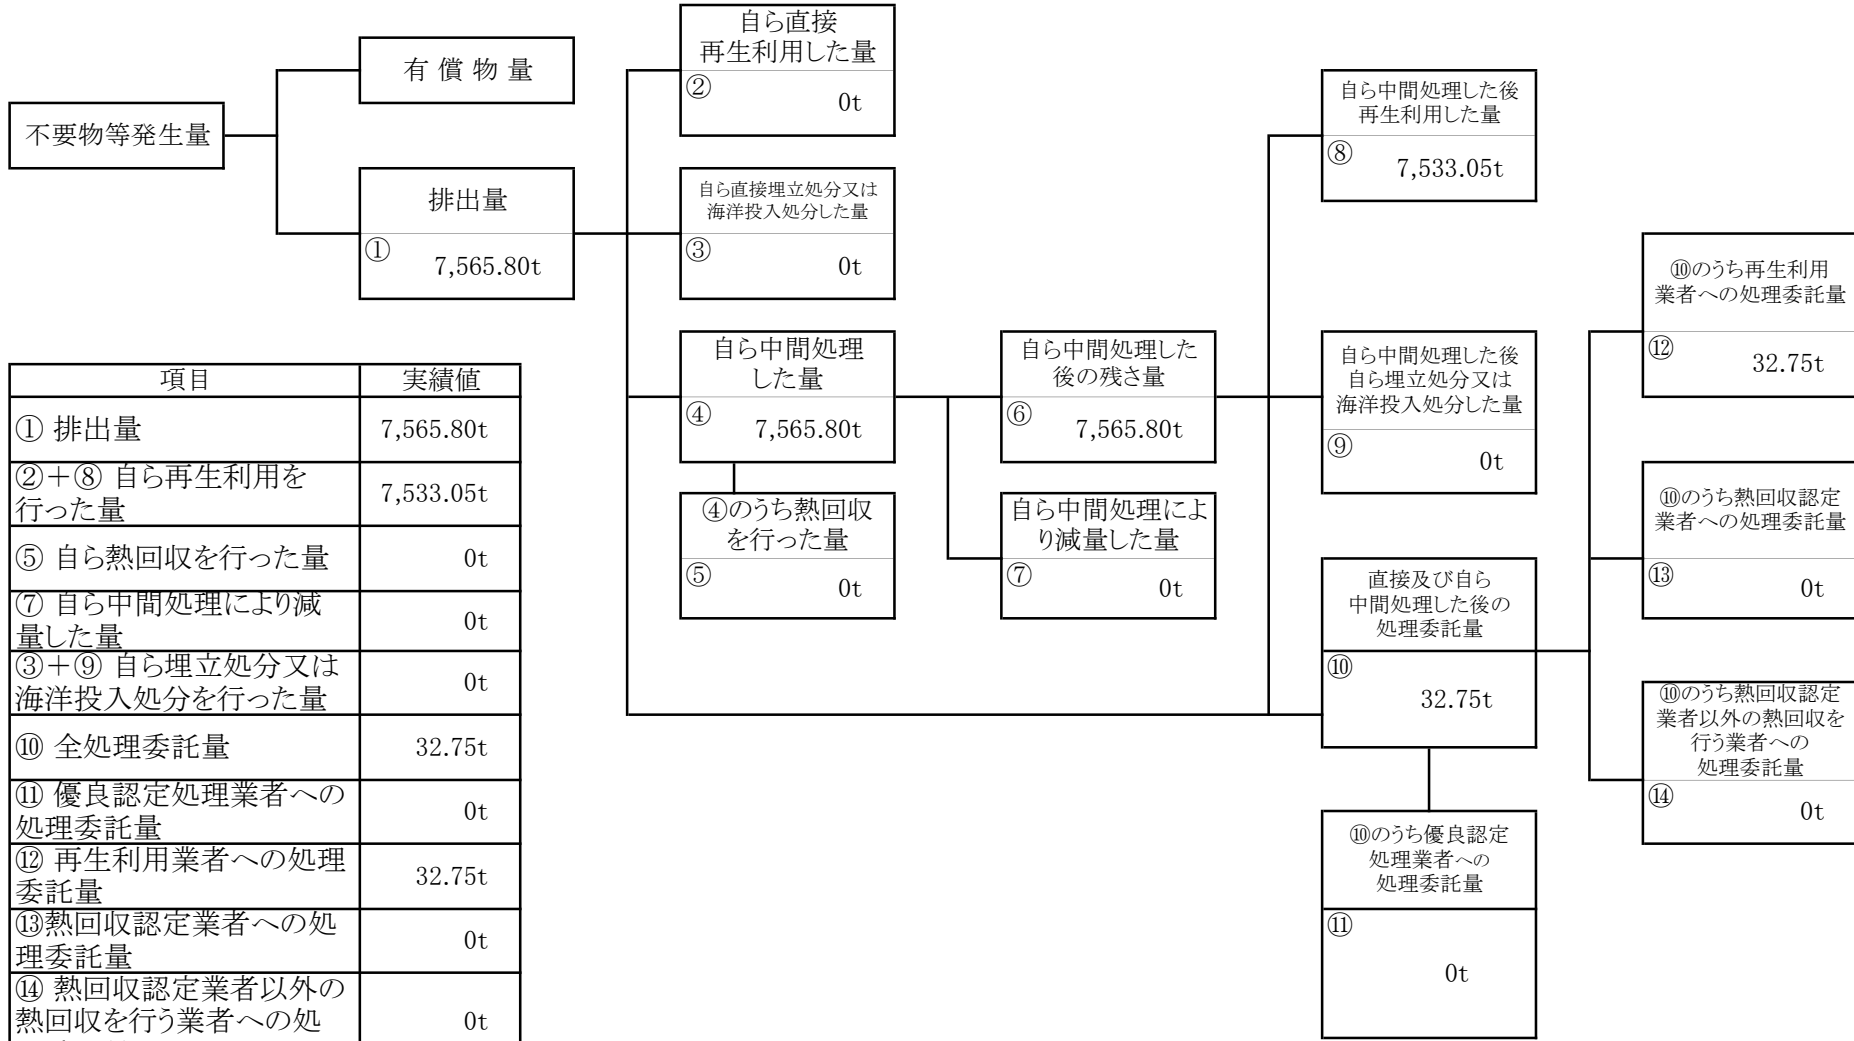 不要物等発生量
有 償 物 量
排出量
①
7,565.80t
自ら直接
再生利用した量
②
0t
自ら直接埋立処分又は
海洋投入処分した量
③
0t
自ら中間処理
した量
④
7,565.80t
④のうち熱回収
を行った量
⑤
0t
自ら中間処理した
後の残さ量
⑥
7,565.80t
自ら中間処理によ
り減量した量
⑦
0t
自ら中間処理した後
再生利用した量
⑧
7,533.05t
自ら中間処理した後
自ら埋立処分又は
海洋投入処分した量
⑨
0t
直接及び自ら
中間処理した後の
処理委託量
⑩
32.75t
⑩のうち優良認定
処理業者への
処理委託量
⑪
0t
⑩のうち再生利用
業者への処理委託量
⑫
32.75t
⑩のうち熱回収認定
業者への処理委託量
⑬
0t
⑩のうち熱回収認定
業者以外の熱回収を
行う業者への
処理委託量
⑭
0t
項目 実績値
① 排出量 7,565.80t
②＋⑧ 自ら再生利用を
行った量 7,533.05t
⑤ 自ら熱回収を行った量 0t
⑦ 自ら中間処理により減
量した量 0t
③＋⑨ 自ら埋立処分又は
海洋投入処分を行った量 0t
⑩ 全処理委託量 32.75t
⑪ 優良認定処理業者への
処理委託量 0t
⑫ 再生利用業者への処理
委託量 32.75t
⑬熱回収認定業者への処
理委託量 0t
⑭ 熱回収認定業者以外の
熱回収を行う業者への処 0t